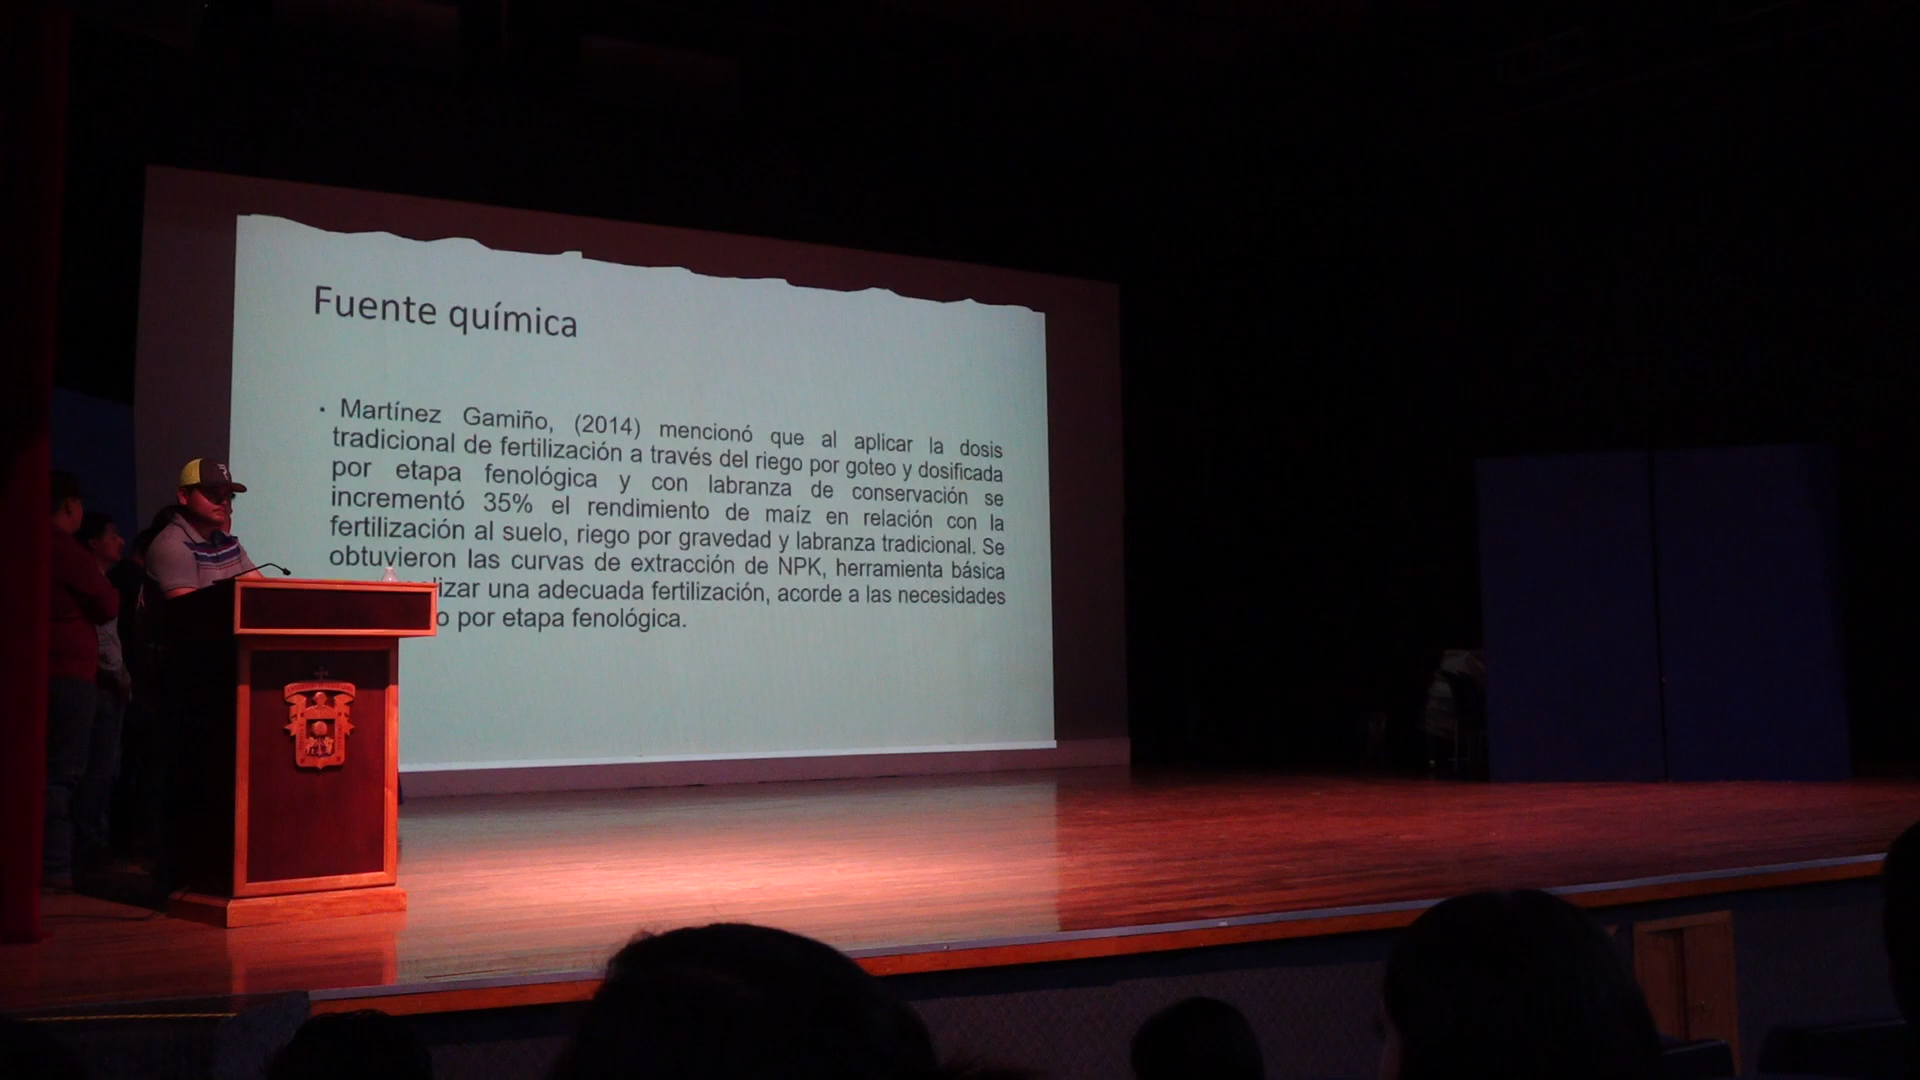 Fuente química
• Martínez Gamiño, (2014) mencionó que al aplicar la dosis
tradicional de fertilización a través del riego por goteo y dosificada
por etapa fenológica y con labranza de conservación se
incrementó 35% el rendimiento de maíz en relación con la
fertilización al suelo, riego por gravedad y labranza tradicional. Se
obtuvieron las curvas de extracción de NPK, herramienta básica
una adecuada fertilización, acorde a las necesidades
por etapa fenológica.